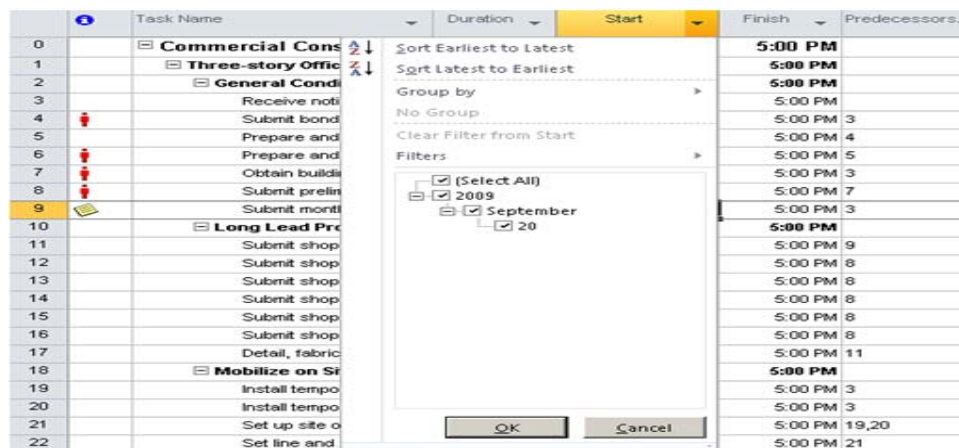 Task Name Duration Start Finish Predecessors
0 Commercial Cons Sort Earliest to Latest 5:00 PM
1 Three-story Offic Sort Latest to Earliest 5:00 PM
2 General Condi Group by 5:00 PM
3 Receive noti No Group 5:00 PM
4 Submit bond 5:00 PM 3
5 Prepare and Clear Filter from Start 5:00 PM 4
6 Prepare and Filters 5:00 PM 5
7 Obtain buildi (Select All) 5:00 PM 3
8 Submit prelim 2009 5:00 PM 7
9 Submit montl September 5:00 PM 3
10 Long Lead Pro 20 5:00 PM
11 Submit shop 5:00 PM 9
12 Submit shop 5:00 PM 8
13 Submit shop 5:00 PM 8
14 Submit shop 5:00 PM 8
15 Submit shop 5:00 PM 8
16 Submit shop 5:00 PM 8
17 Detail, fabric 5:00 PM 11
18 Mobilize on Si 5:00 PM
19 Install tempo 5:00 PM 3
20 Install tempo 5:00 PM 3
21 Set up site o OK Cancel 5:00 PM 19,20
22 Set line and 5:00 PM 21